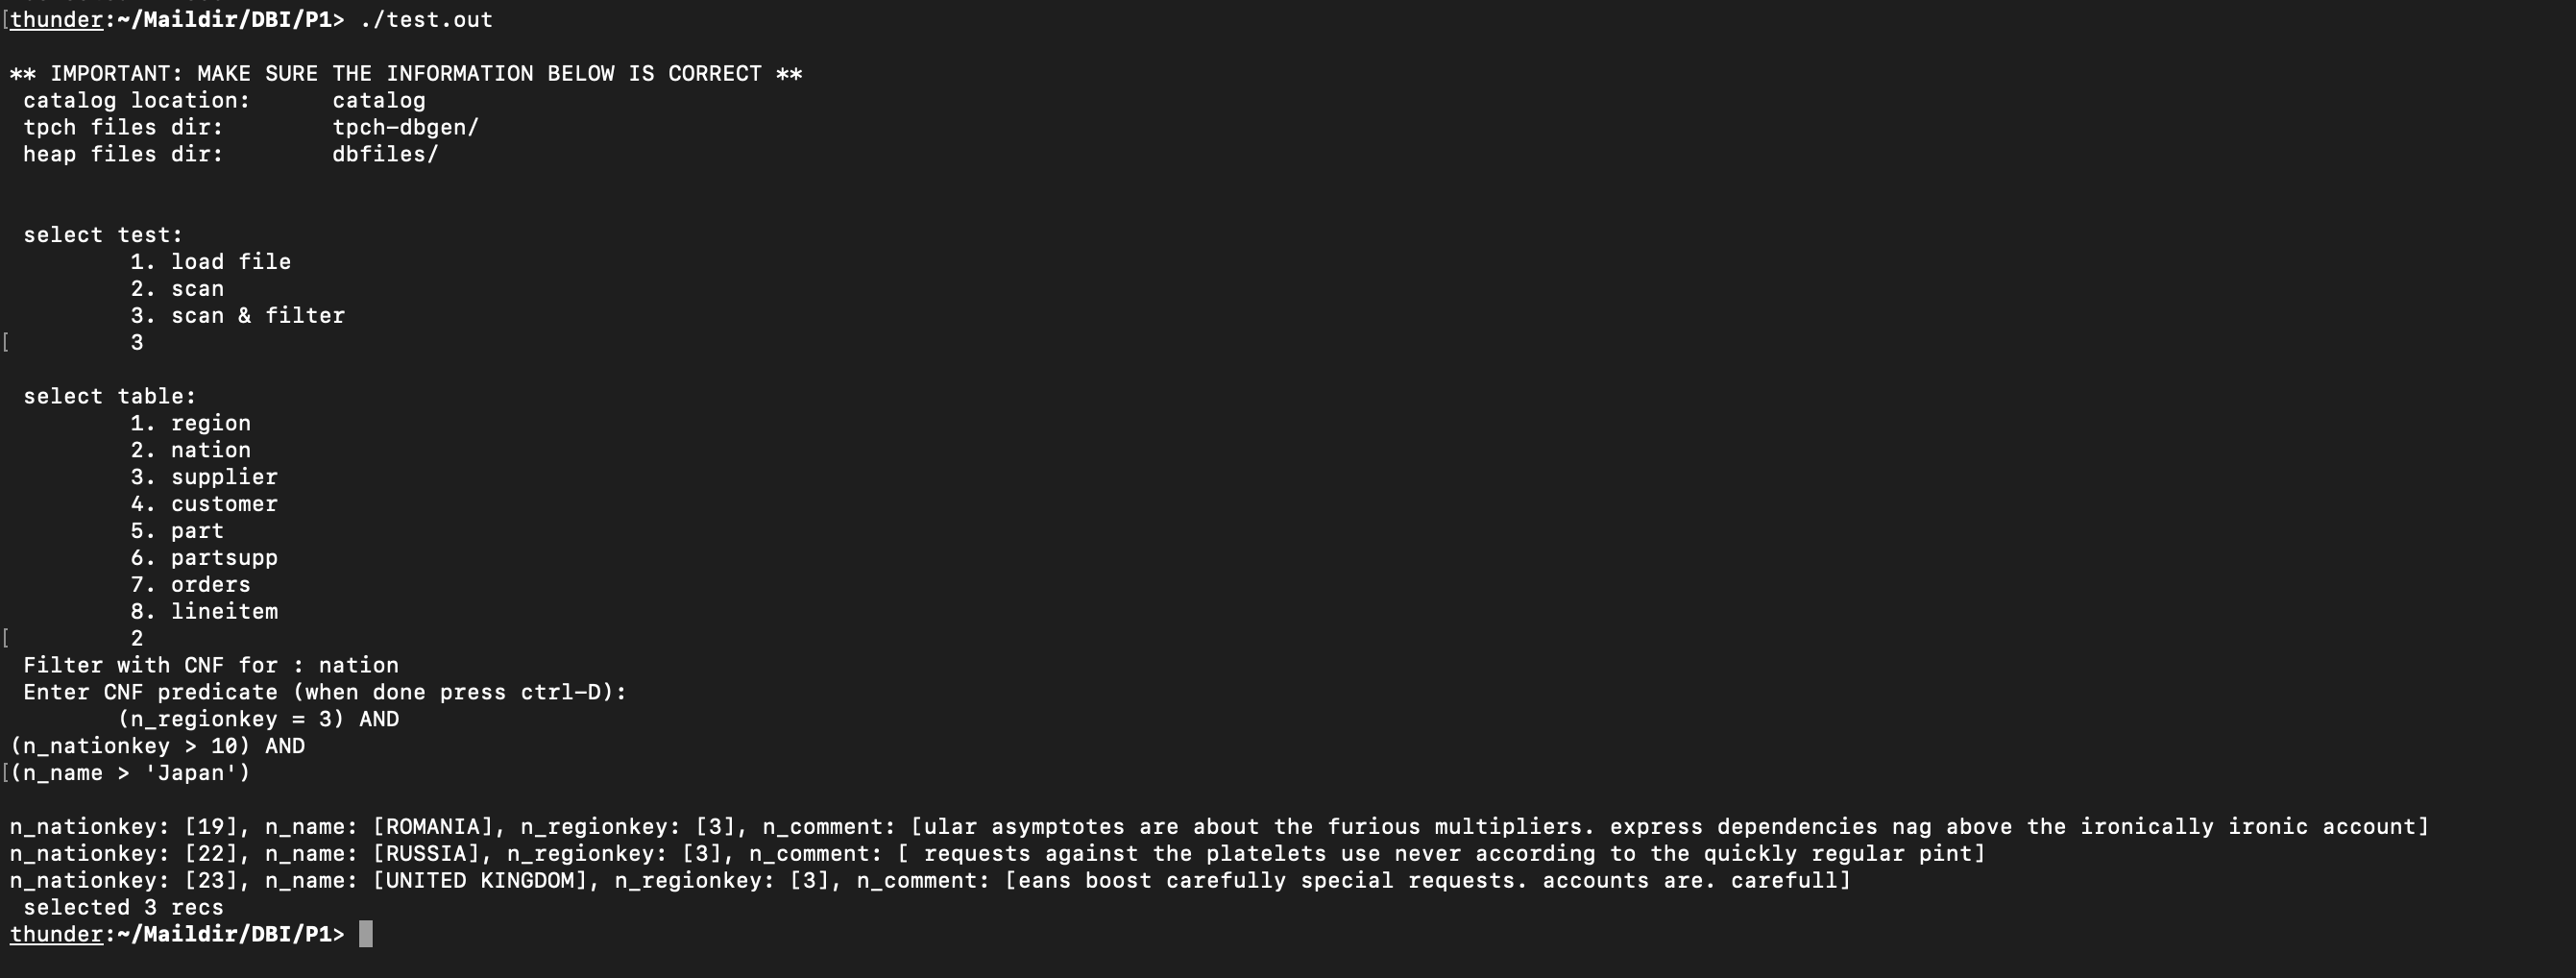 [thunder:~/Maildir/DBI/P1> ./test.out
** IMPORTANT: MAKE SURE THE INFORMATION BELOW IS CORRECT **
catalog location: catalog
tpch files dir: tpch-dbgen/
heap files dir: dbfiles/
select test:
1. load file
2. scan
3. scan & filter
[ 3
select table:
1. region
2. nation
3. supplier
4. customer
5. part
6. partsupp
7. orders
8. lineitem
[ 2
Filter with CNF for : nation
Enter CNF predicate (when done press ctrl-D):
(n_regionkey = 3) AND
(n_nationkey > 10) AND
[(n_name > 'Japan')
n_nationkey: [19], n_name: [ROMANIA], n_regionkey: [3], n_comment: [ular asymptotes are about the furious multipliers. express dependencies nag above the ironically ironic account]
n_nationkey: [22], n_name: [RUSSIA], n_regionkey: [3], n_comment: [ requests against the platelets use never according to the quickly regular pint]
n_nationkey: [23], n_name: [UNITED KINGDOM], n_regionkey: [3], n_comment: [eans boost carefully special requests. accounts are. carefull]
selected 3 recs
thunder:~/Maildir/DBI/P1>